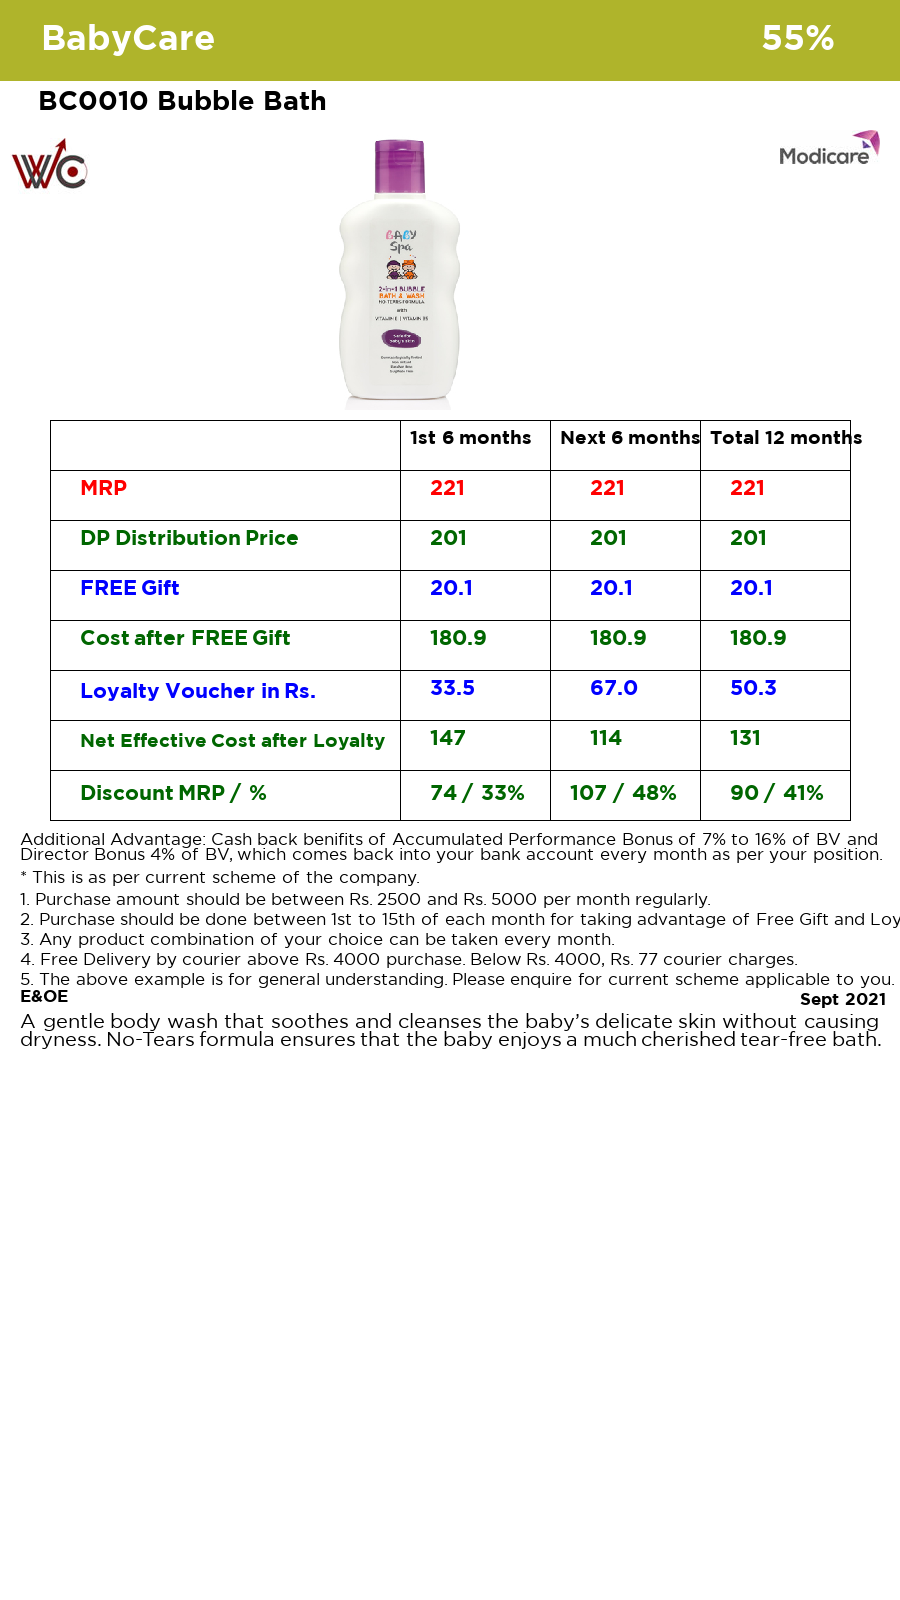 BabyCare 55%
BC0010 Bubble Bath
WC
Modicare
BABY
Spa
2-in-1 BUBBLE
BATH & WASH
NO-TEARS FORMULA
WITH
VITAMIN E | VITAMIN B5
Safe for
baby's skin
1st 6 months Next 6 months Total 12 months
MRP 221 221 221
DP Distribution Price 201 201 201
FREE Gift 20.1 20.1 20.1
Cost after FREE Gift 180.9 180.9 180.9
Loyalty Voucher in Rs. 33.5 67.0 50.3
Net Effective Cost after Loyalty 147 114 131
Discount MRP / % 74 / 33% 107 / 48% 90 / 41%
Additional Advantage: Cash back benifits of Accumulated Performance Bonus of 7% to 16% of BV and
Director Bonus 4% of BV, which comes back into your bank account every month as per your position.
* This is as per current scheme of the company.
1. Purchase amount should be between Rs. 2500 and Rs. 5000 per month regularly.
2. Purchase should be done between 1st to 15th of each month for taking advantage of Free Gift and Loy
3. Any product combination of your choice can be taken every month.
4. Free Delivery by courier above Rs. 4000 purchase. Below Rs. 4000, Rs. 77 courier charges.
5. The above example is for general understanding. Please enquire for current scheme applicable to you.
E&OE
Sept 2021
A gentle body wash that soothes and cleanses the baby’s delicate skin without causing
dryness. No-Tears formula ensures that the baby enjoys a much cherished tear-free bath.